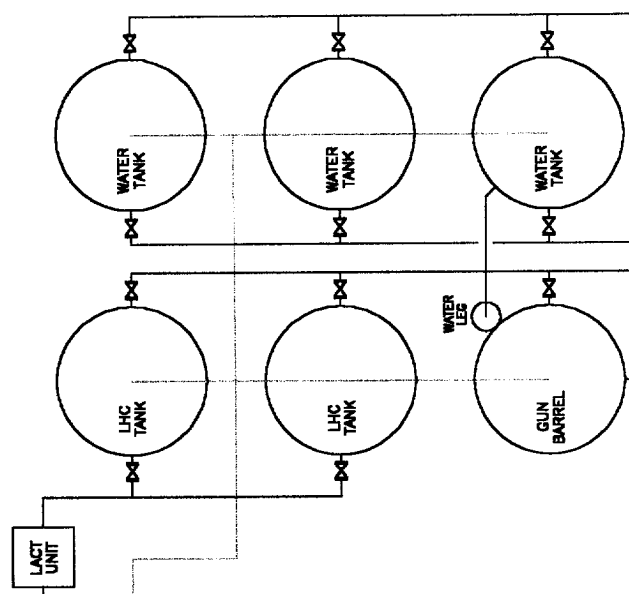 WATER
TANK
WATER
TANK
WATER
TANK
LHC
TANK
LHC
TANK
WATER
LEG
GUN
BARREL
LACT
UNIT